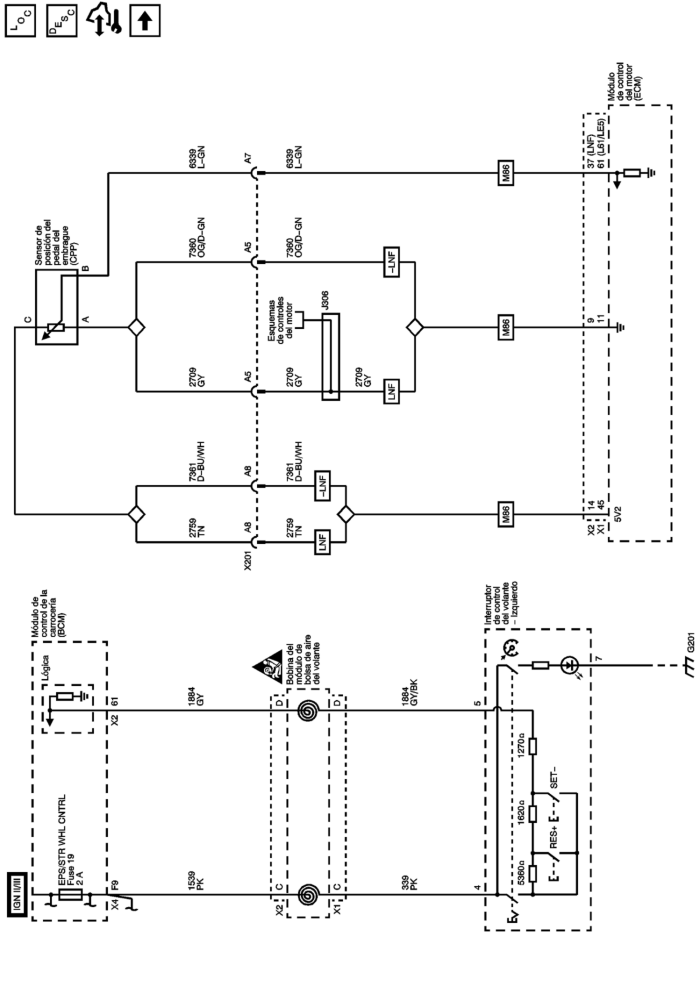 LOC
DESC
IGN II/III
Módulo de
control de la
carrocería
(BCM)
EPS/STR WHL CNTRL
Fuse 19
2 A
Lógica
X4
F9
X2
61
1539
PK
1884
GY
Bobina del
módulo de
bolsa de aire
del volante
X2
C
D
X1
C
D
339
PK
1884
GY/BK
Interruptor
de control
del volante
– Izquierdo
4
5
5360Ω
1620Ω
1270Ω
RES+
SET–
7
G201
Sensor de
posición del
pedal del
embrague
(CPP)
C
A
B
2759
TN
7361
D–BU/WH
2709
GY
7360
OG/D–GN
6339
L–GN
X201
A8
A8
A5
A5
A7
2759
TN
7361
D–BU/WH
2709
GY
7360
OG/D–GN
6339
L–GN
Esquemas
de controles
del motor
J306
2709
GY
LNF
–LNF
LNF
–LNF
M86
M86
M86
X2
14
9
37 (LNF)
X1
45
11
61 (L61/LE5)
5V2
Módulo
de control
del motor
(ECM)